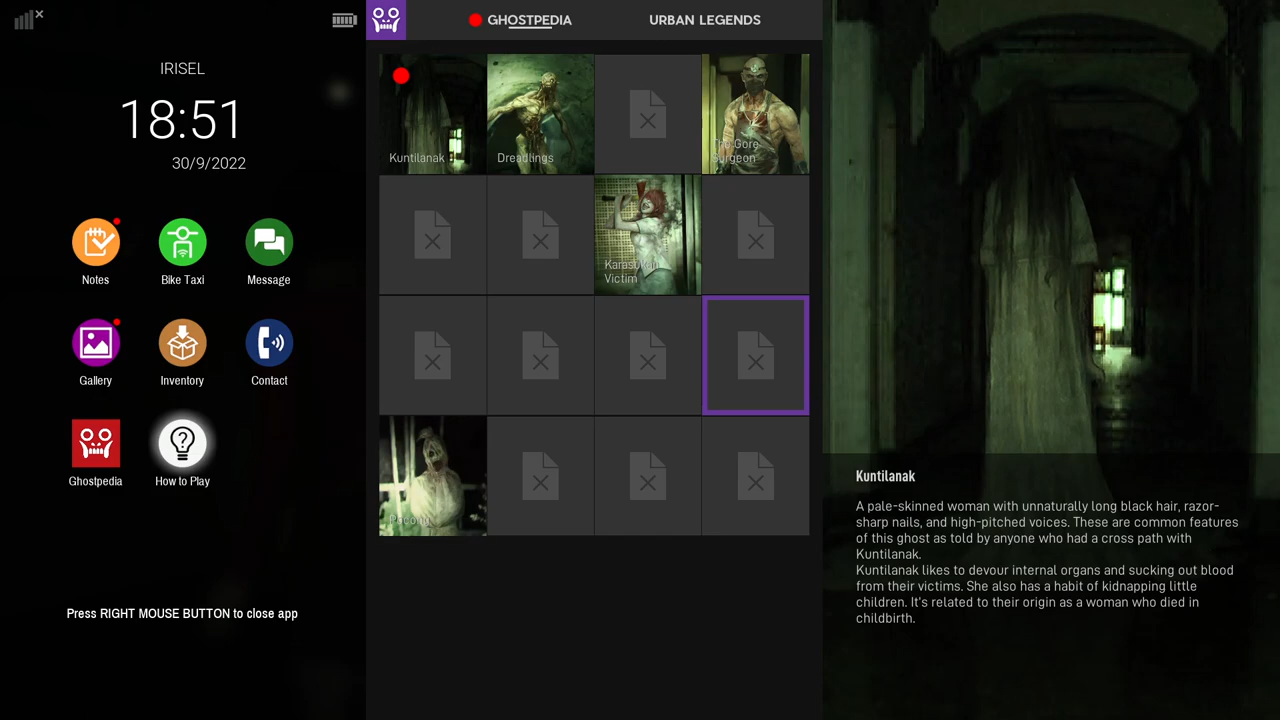 IRISEL
18:51
30/9/2022
Notes
Bike Taxi
Message
Gallery
Inventory
Contact
Ghostpedia
How to Play
Press RIGHT MOUSE BUTTON to close app
GHOSTPEDIA
URBAN LEGENDS
Kuntilanak
Dreadlings
The Gore
Surgeon
Karasukan
Victim
Pocong
Kuntilanak
A pale-skinned woman with unnaturally long black hair, razor-
sharp nails, and high-pitched voices. These are common features
of this ghost as told by anyone who had a cross path with
Kuntilanak.
Kuntilanak likes to devour internal organs and sucking out blood
from their victims. She also has a habit of kidnapping little
children. It's related to their origin as a woman who died in
childbirth.